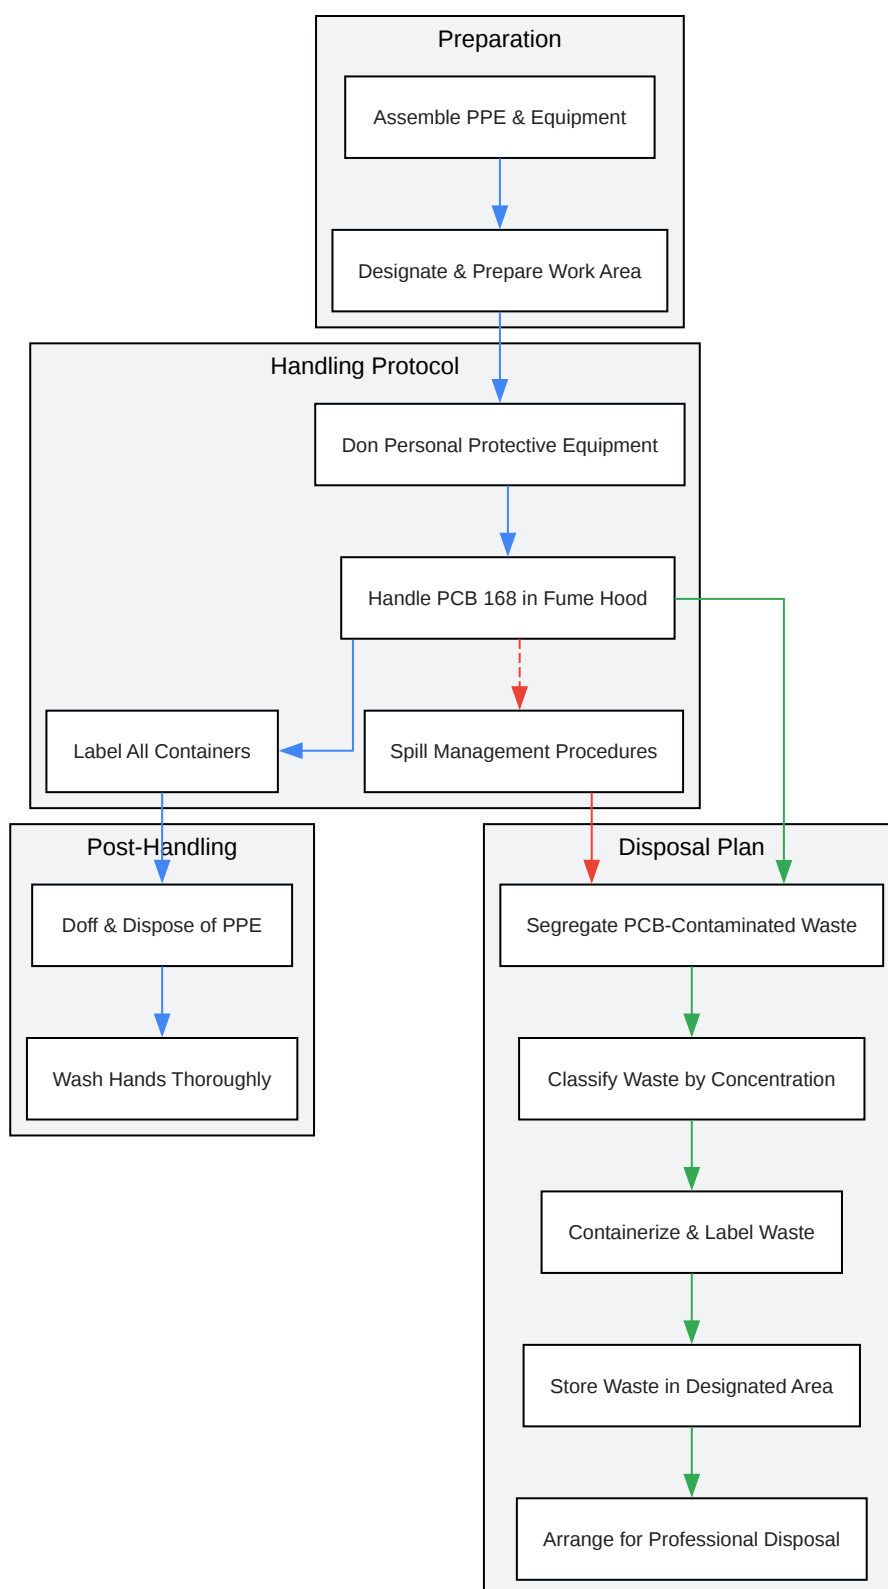 Preparation
Assemble PPE & Equipment
Designate & Prepare Work Area
Handling Protocol
Don Personal Protective Equipment
Handle PCB 168 in Fume Hood
Label All Containers
Spill Management Procedures
Post-Handling
Doff & Dispose of PPE
Wash Hands Thoroughly
Disposal Plan
Segregate PCB-Contaminated Waste
Classify Waste by Concentration
Containerize & Label Waste
Store Waste in Designated Area
Arrange for Professional Disposal